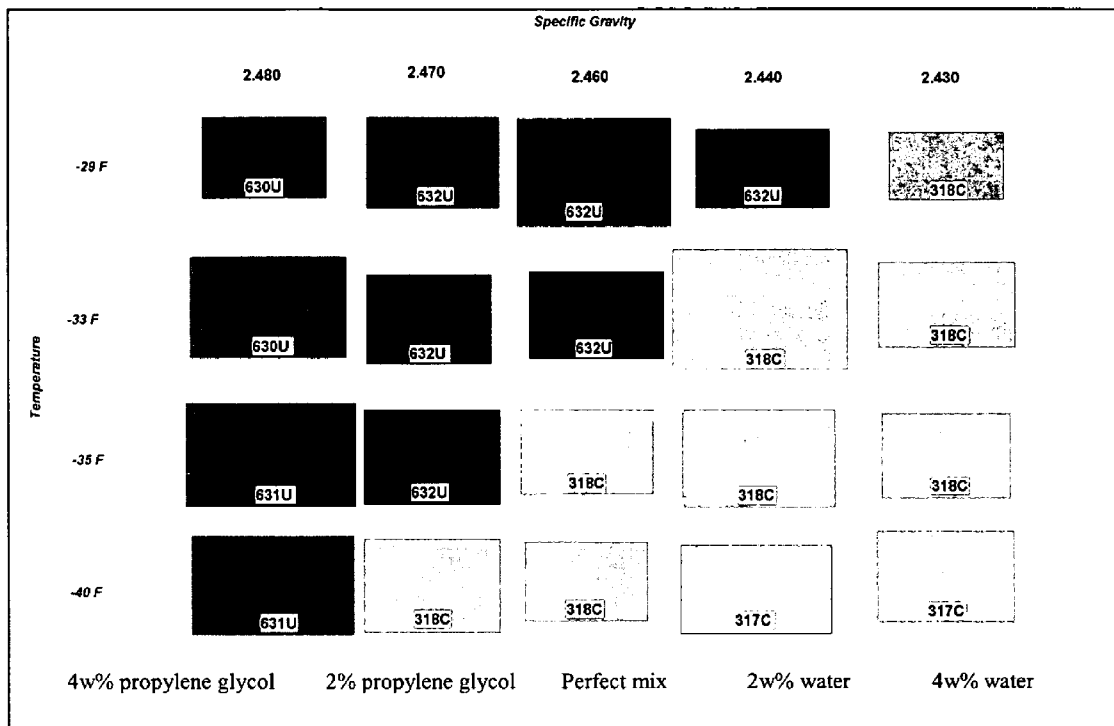 Specific Gravity
2.480 2.470 2.460 2.440 2.430
-29 F
630U 632U 632U 632U 318C
-33 F
630U 632U 632U 318C 318C
Temperature
-35 F
631U 632U 318C 318C 318C
-40 F
631U 318C 318C 317C 317C
4w% propylene glycol 2% propylene glycol Perfect mix 2w% water 4w% water